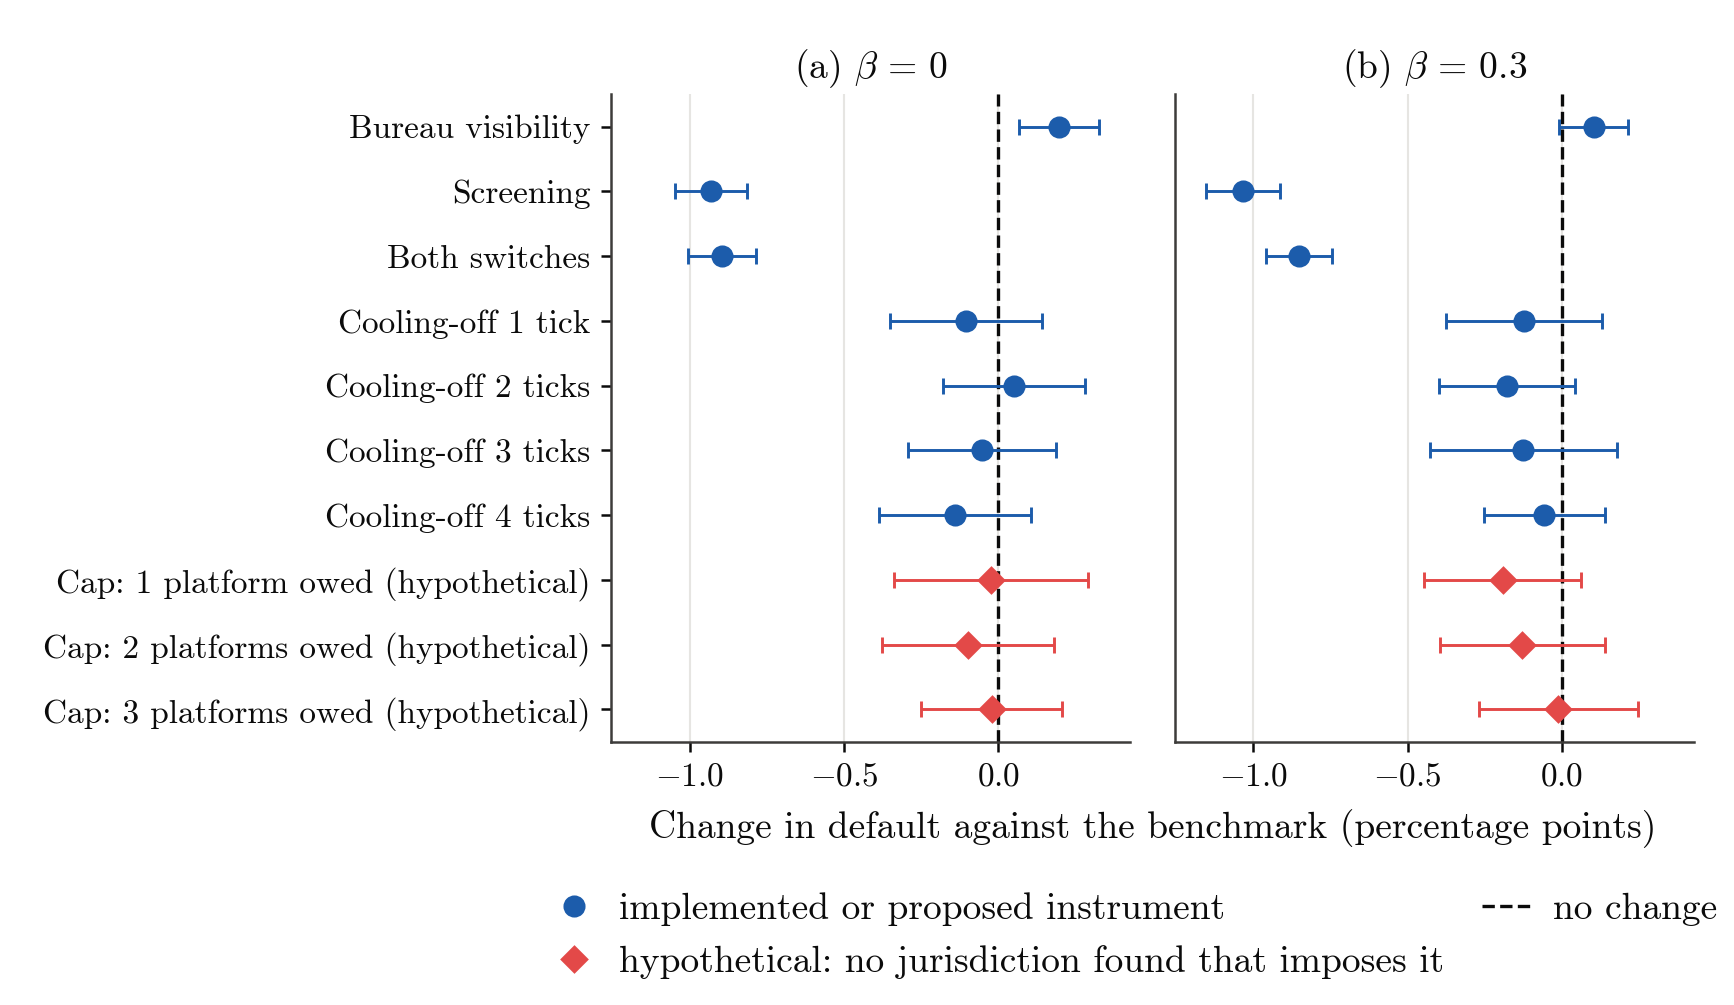 (a) β = 0
(b) β = 0.3
Bureau visibility
Screening
Both switches
Cooling-off 1 tick
Cooling-off 2 ticks
Cooling-off 3 ticks
Cooling-off 4 ticks
Cap: 1 platform owed (hypothetical)
Cap: 2 platforms owed (hypothetical)
Cap: 3 platforms owed (hypothetical)
−1.0 −0.5 0.0
−1.0 −0.5 0.0
Change in default against the benchmark (percentage points)
implemented or proposed instrument
no change
hypothetical: no jurisdiction found that imposes it